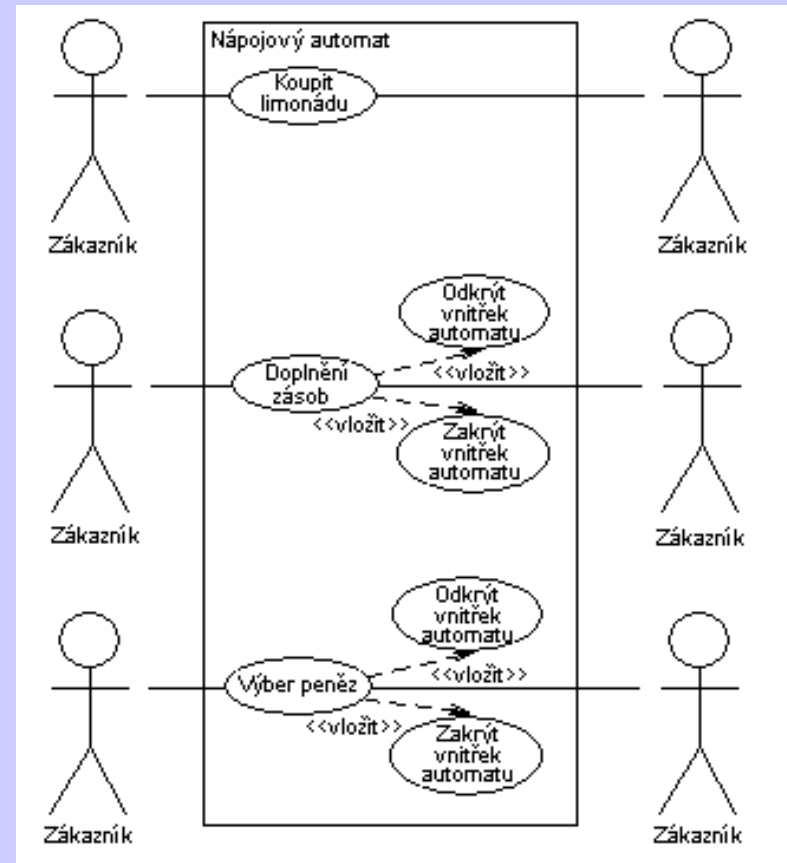 Nápojový automat
Koupit
limonádu
Zákazník
Zákazník
Odkrýt
vnitřek
automatu
Doplnění
zásob
<<vložit>>
<<vložit>>
Zakrýt
vnitřek
automatu
Zákazník
Zákazník
Odkrýt
vnitřek
automatu
Výber peněz
<<vložit>>
<<vložit>>
Zakrýt
vnitřek
automatu
Zákazník
Zákazník